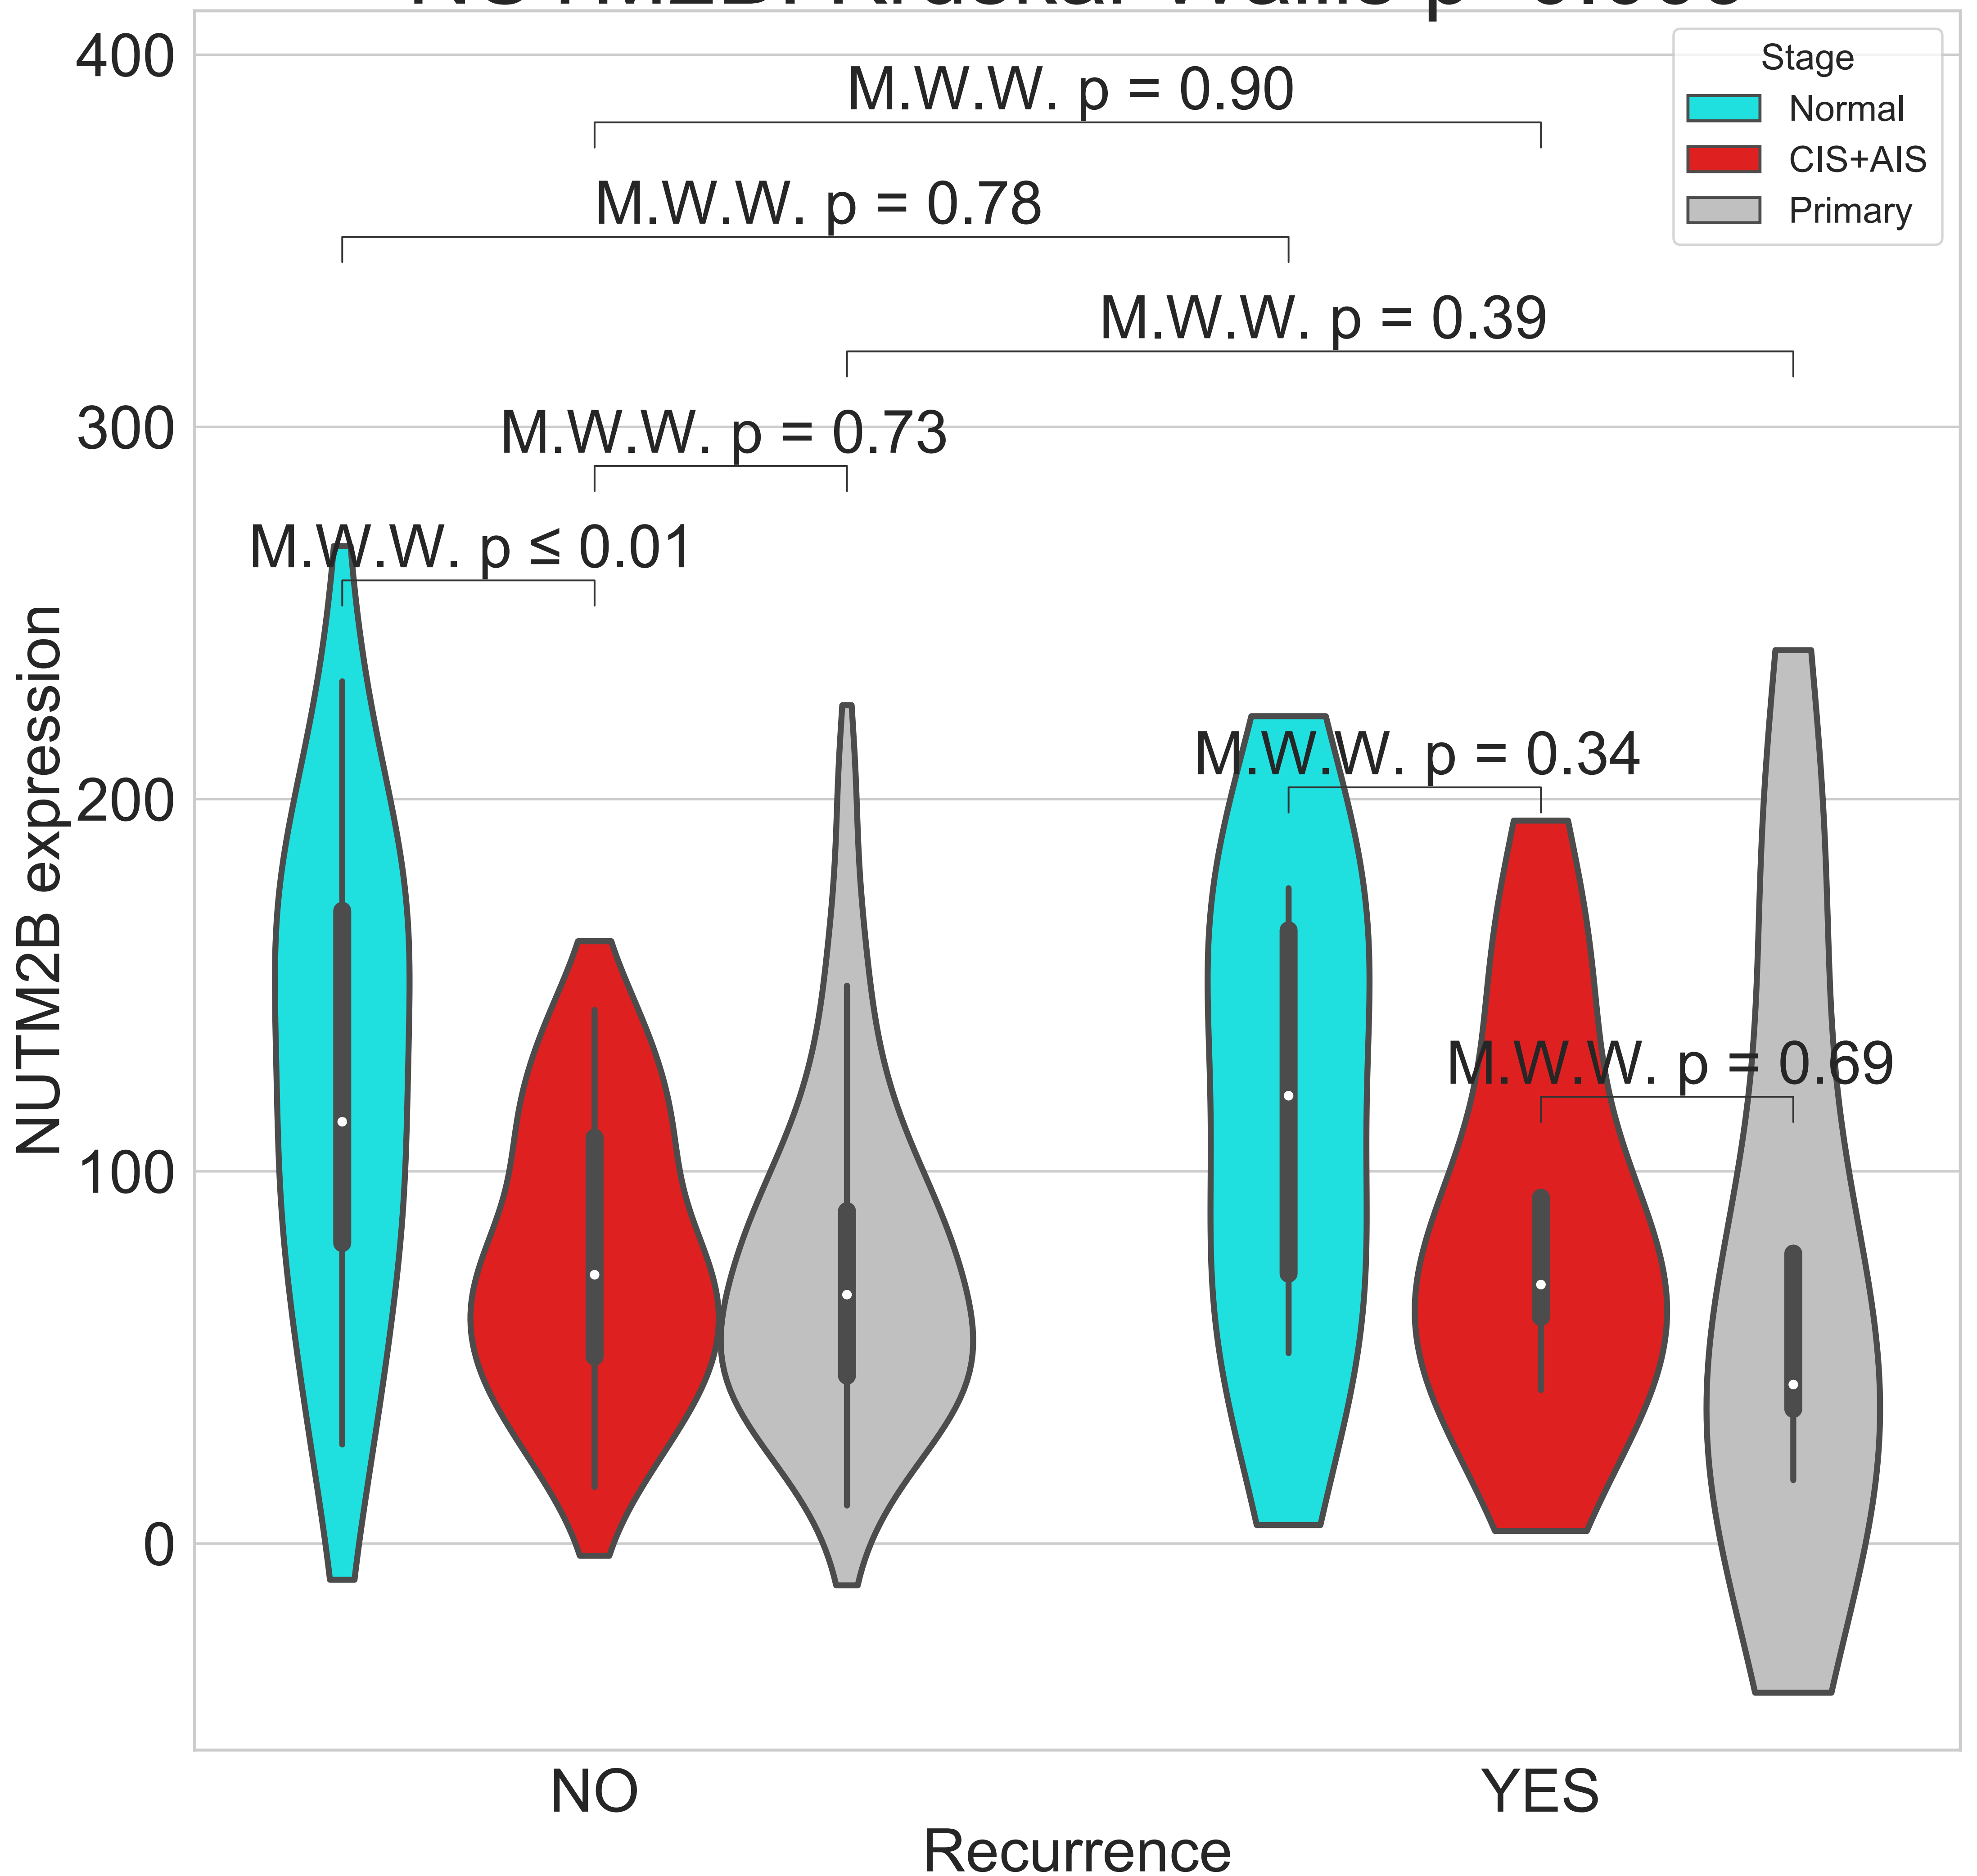 400
Stage
Normal
CIS+AIS
Primary
M.W.W. p = 0.90
M.W.W. p = 0.78
M.W.W. p = 0.39
300
M.W.W. p = 0.73
M.W.W. p ≤ 0.01
NUTM2B expression
200
M.W.W. p = 0.34
M.W.W. p = 0.69
100
0
NO
YES
Recurrence